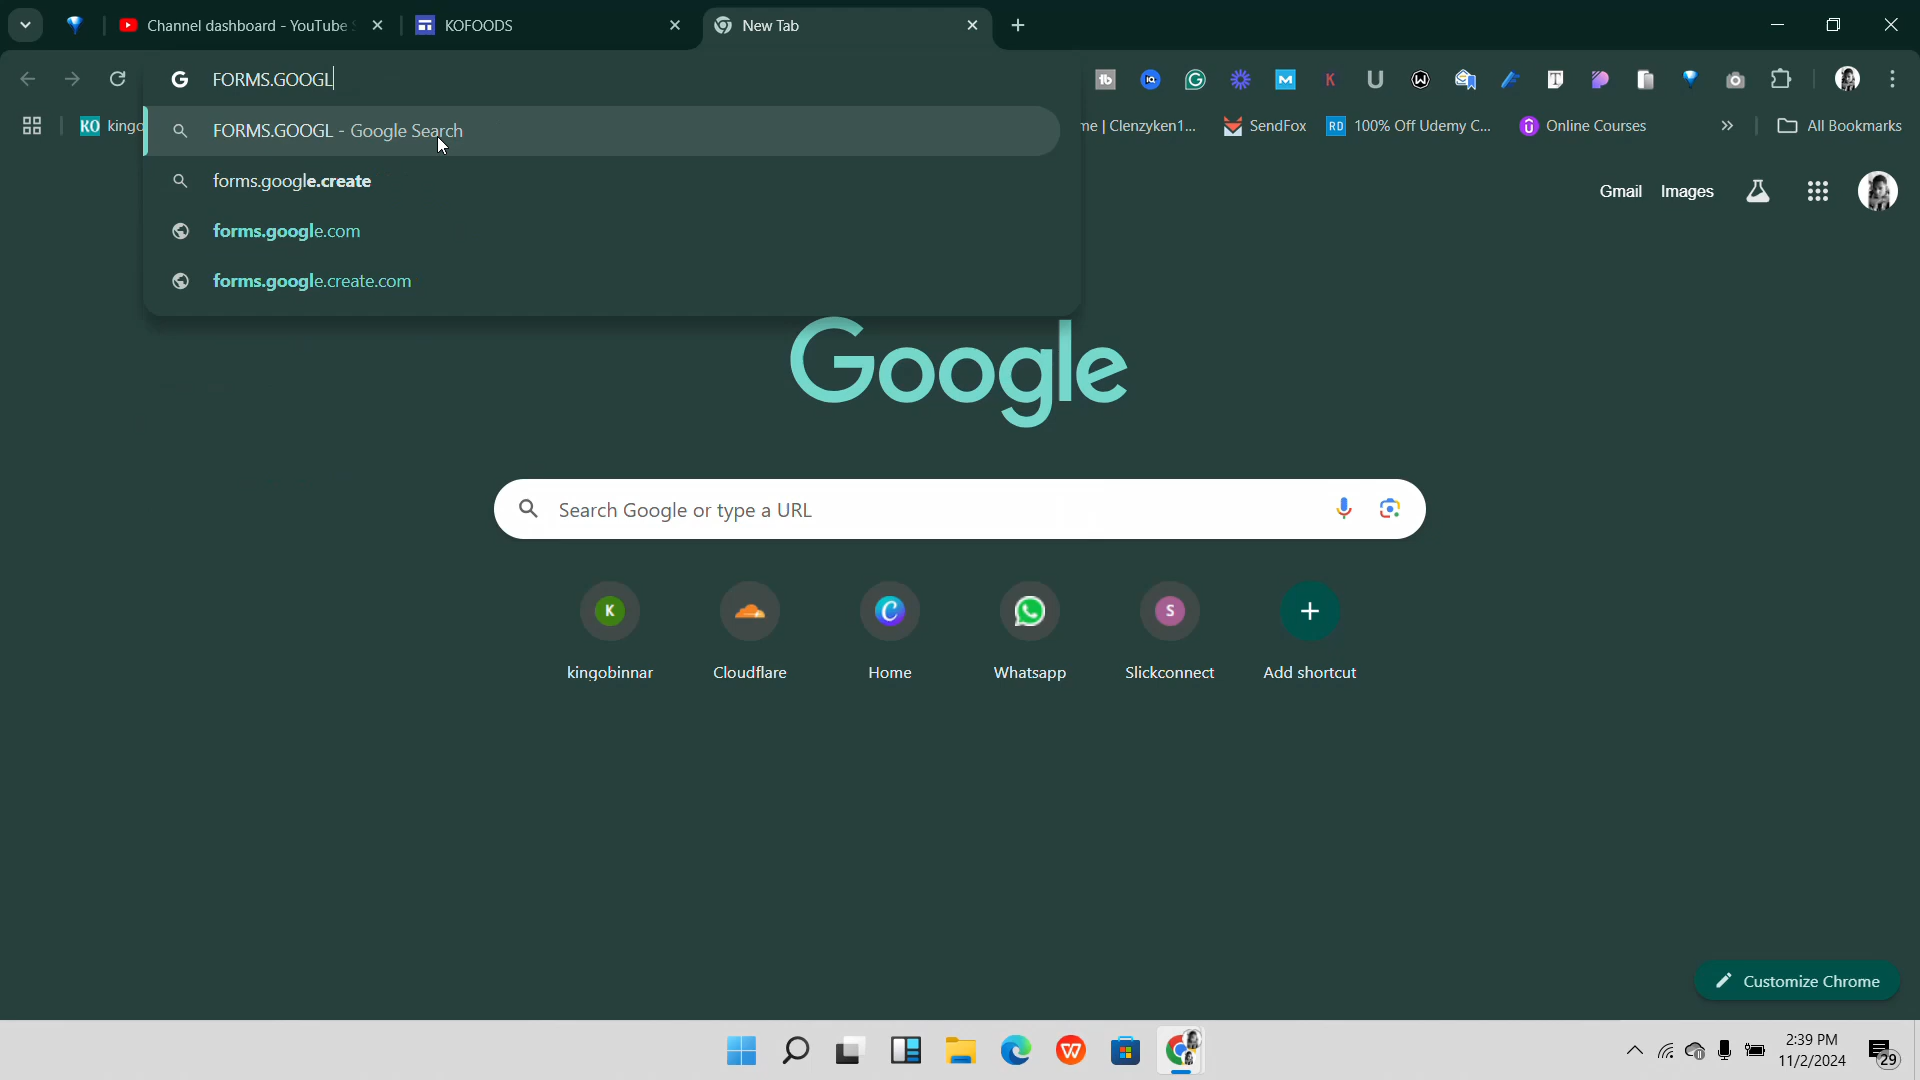 Channel dashboard - YouTube S
KOFOODS
New Tab
FORMS.GOOGL
FORMS.GOOGL - Google Search
forms.google.create
forms.google.com
forms.google.create.com
KO kingo
me | Clenzyken1...
SendFox
RD 100% Off Udemy C...
Online Courses
All Bookmarks
Gmail
Images
Google
Search Google or type a URL
K
S
kingobinnar
Cloudflare
Home
Whatsapp
Slickconnect
Add shortcut
Customize Chrome
2:39 PM
11/2/2024
29